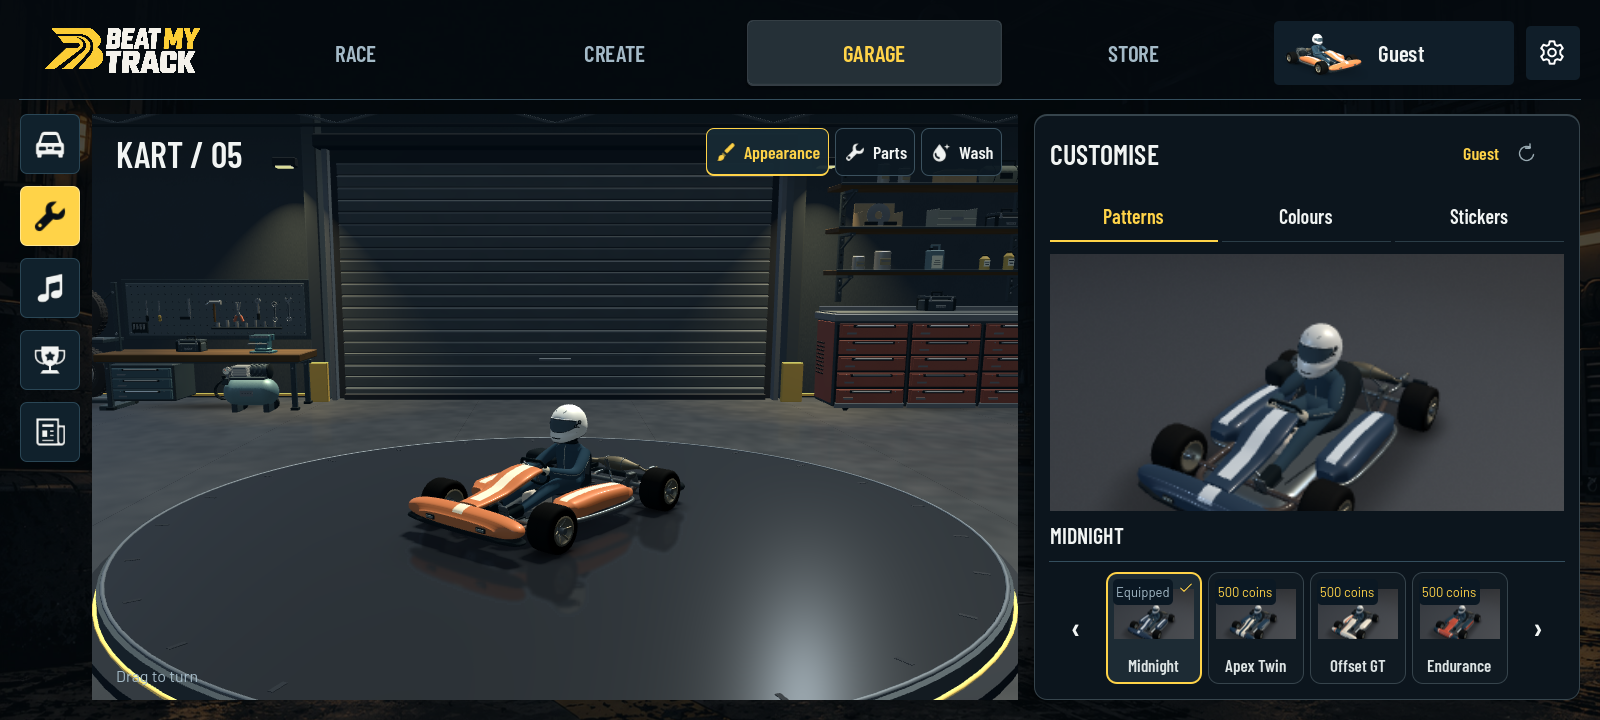 BEAT MY
TRACK
RACE
CREATE
GARAGE
STORE
Guest
KART / 05
Appearance
Parts
Wash
Drag to turn
CUSTOMISE
Guest
Patterns
Colours
Stickers
MIDNIGHT
Equipped
500 coins
500 coins
500 coins
Midnight
Apex Twin
Offset GT
Endurance